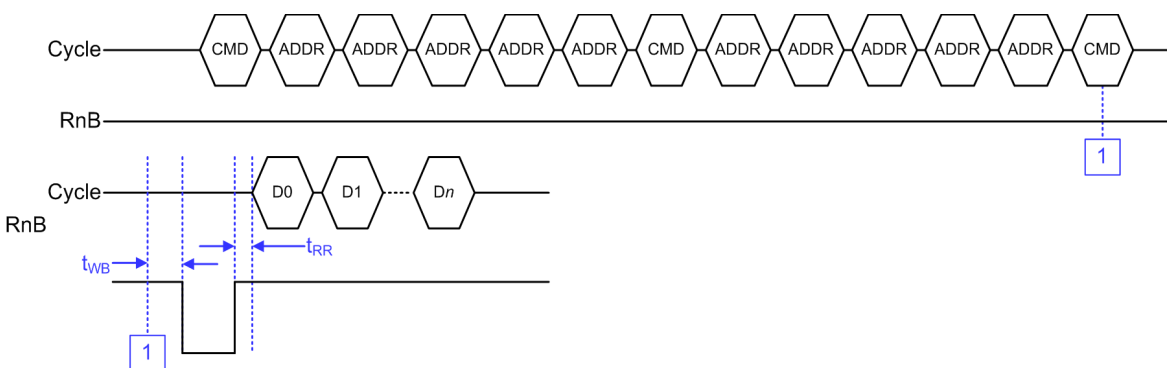 Cycle CMD ADDR ADDR ADDR ADDR ADDR CMD ADDR ADDR ADDR ADDR ADDR CMD
RnB
1
Cycle D0 D1 Dn
RnB
tWB tRR
1